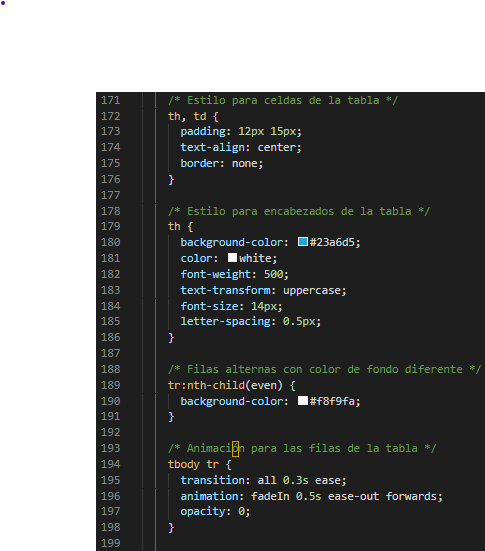 171 /* Estilo para celdas de la tabla */
172 th, td {
173 padding: 12px 15px;
174 text-align: center;
175 border: none;
176 }
177
178 /* Estilo para encabezados de la tabla */
179 th {
180 background-color: #23a6d5;
181 color: white;
182 font-weight: 500;
183 text-transform: uppercase;
184 font-size: 14px;
185 letter-spacing: 0.5px;
186 }
187
188 /* Filas alternas con color de fondo diferente */
189 tr:nth-child(even) {
190 background-color: #f8f9fa;
191 }
192
193 /* Animación para las filas de la tabla */
194 tbody tr {
195 transition: all 0.3s ease;
196 animation: fadeIn 0.5s ease-out forwards;
197 opacity: 0;
198 }
199